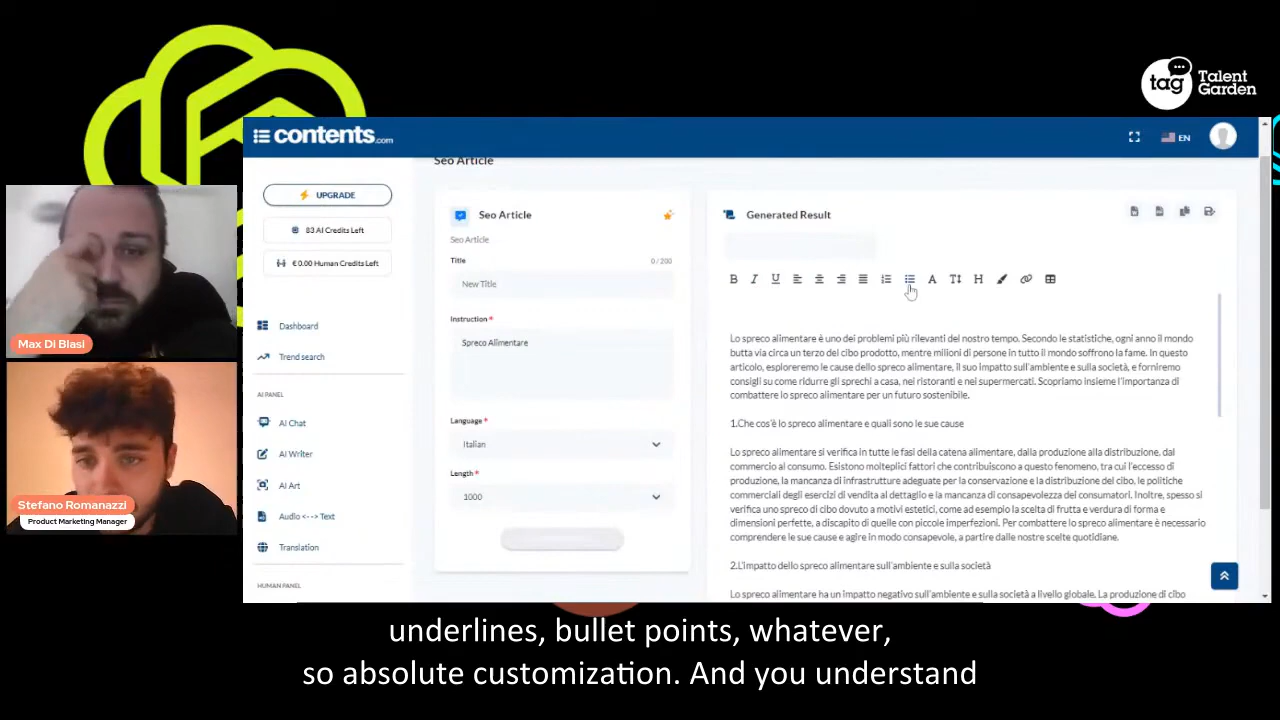 tag
Talent
Garden
contents.com
EN
Seo Article
UPGRADE
83 AI Credits Left
€ 0.00 Human Credits Left
Dashboard
Trend search
AI PANEL
AI Chat
AI Writer
AI Art
Audio <--> Text
Translation
HUMAN PANEL
Seo Article
Seo Article
Title
0/200
New Title
Instruction *
Spreco Alimentare
Language *
Italian
Length *
1000
Generated Result
B I U A T H
Lo spreco alimentare è uno dei problemi più rilevanti del nostro tempo. Secondo le statistiche, ogni anno il mondo
butta via circa un terzo del cibo prodotto, mentre milioni di persone in tutto il mondo soffrono la fame. In questo
articolo, esploreremo le cause dello spreco alimentare, il suo impatto sull'ambiente e sulla società, e forniremo
consigli su come ridurre gli sprechi a casa, nei ristoranti e nei supermercati. Scopriamo insieme l'importanza di
combattere lo spreco alimentare per un futuro sostenibile.
1.Che cos'è lo spreco alimentare e quali sono le sue cause
Lo spreco alimentare si verifica in tutte le fasi della catena alimentare, dalla produzione alla distribuzione, dal
commercio al consumo. Esistono molteplici fattori che contribuiscono a questo fenomeno, tra cui l'eccesso di
produzione, la mancanza di infrastrutture adeguate per la conservazione e la distribuzione del cibo, le politiche
commerciali degli esercizi di vendita al dettaglio e la mancanza di consapevolezza dei consumatori. Inoltre, spesso si
verifica uno spreco di cibo dovuto a motivi estetici, come ad esempio la scelta di frutta e verdura di forma e
dimensioni perfette, a discapito di quelle con piccole imperfezioni. Per combattere lo spreco alimentare è necessario
comprendere le sue cause e agire in modo consapevole, a partire dalle nostre scelte quotidiane.
2.L'impatto dello spreco alimentare sull'ambiente e sulla società
Lo spreco alimentare ha un impatto negativo sull'ambiente e sulla società a livello globale. La produzione di cibo
Max Di Blasi
Stefano Romanazzi
Product Marketing Manager
underlines, bullet points, whatever,
so absolute customization. And you understand